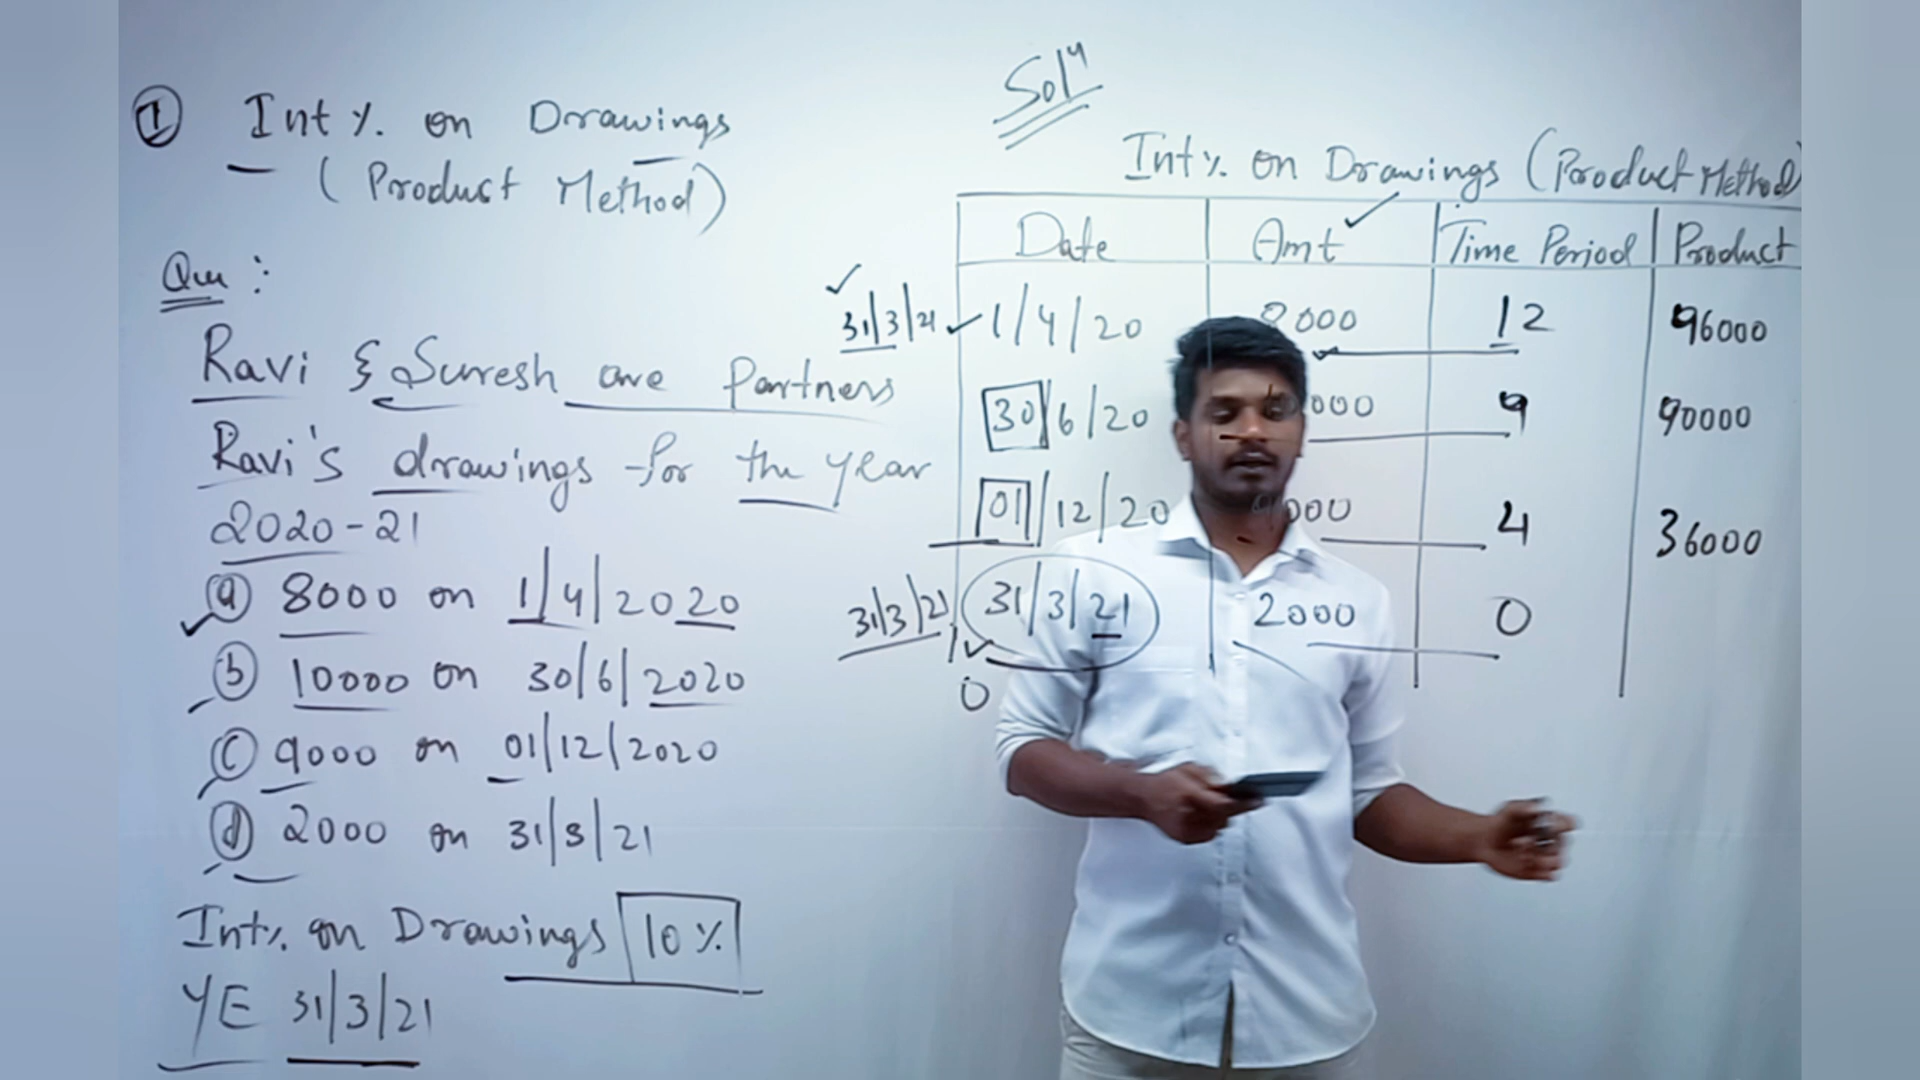 ① Int %. on Drawings
(Product Method)
Qus :
Ravi & Suresh are Partners
Ravi's drawings for the year
2020-21
ⓐ 8000 on 1/4/2020
ⓑ 10000 on 30/6/2020
ⓒ 9000 on 01/12/2020
ⓓ 2000 on 31/3/21
Int%. on Drawings 10 %
YE 31/3/21
Solⁿ
Int% on Drawings (Product Method)
Date Amt Time Period Product
31/3/21 1/4/20 8000 12 96000
30/6/20 10000 9 90000
01/12/20 9000 4 36000
31/3/21 31/3/21 2000 0
0